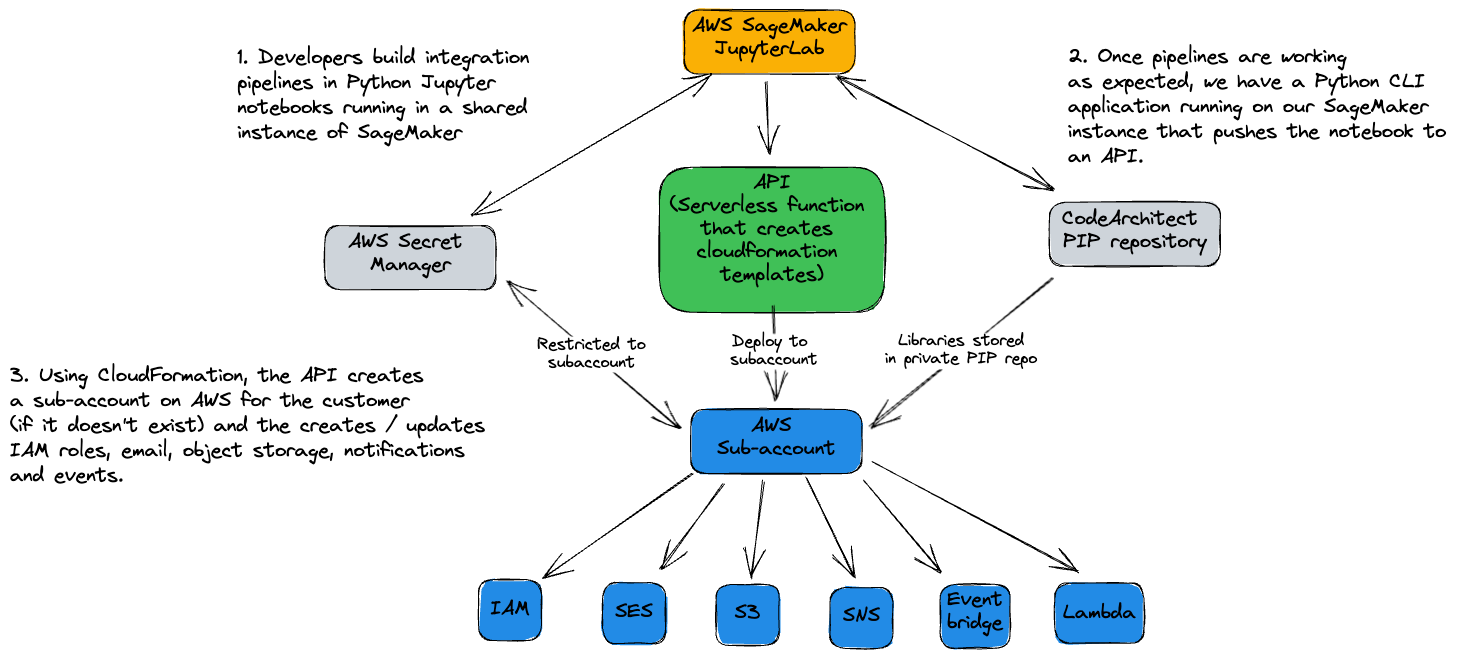 AWS SageMaker
JupyterLab
1. Developers build integration
pipelines in Python Jupyter
notebooks running in a shared
instance of SageMaker
2. Once pipelines are working
as expected, we have a Python CLI
application running on our SageMaker
instance that pushes the notebook to
an API.
API
(Serverless function
that creates
cloudformation
templates)
AWS Secret
Manager
CodeArchitect
PIP repository
Restricted to
subaccount
Deploy to
subaccount
Libraries stored
in private PIP repo
3. Using CloudFormation, the API creates
a sub-account on AWS for the customer
(if it doesn't exist) and the creates / updates
IAM roles, email, object storage, notifications
and events.
AWS
Sub-account
IAM
SES
S3
SNS
Event
bridge
Lambda